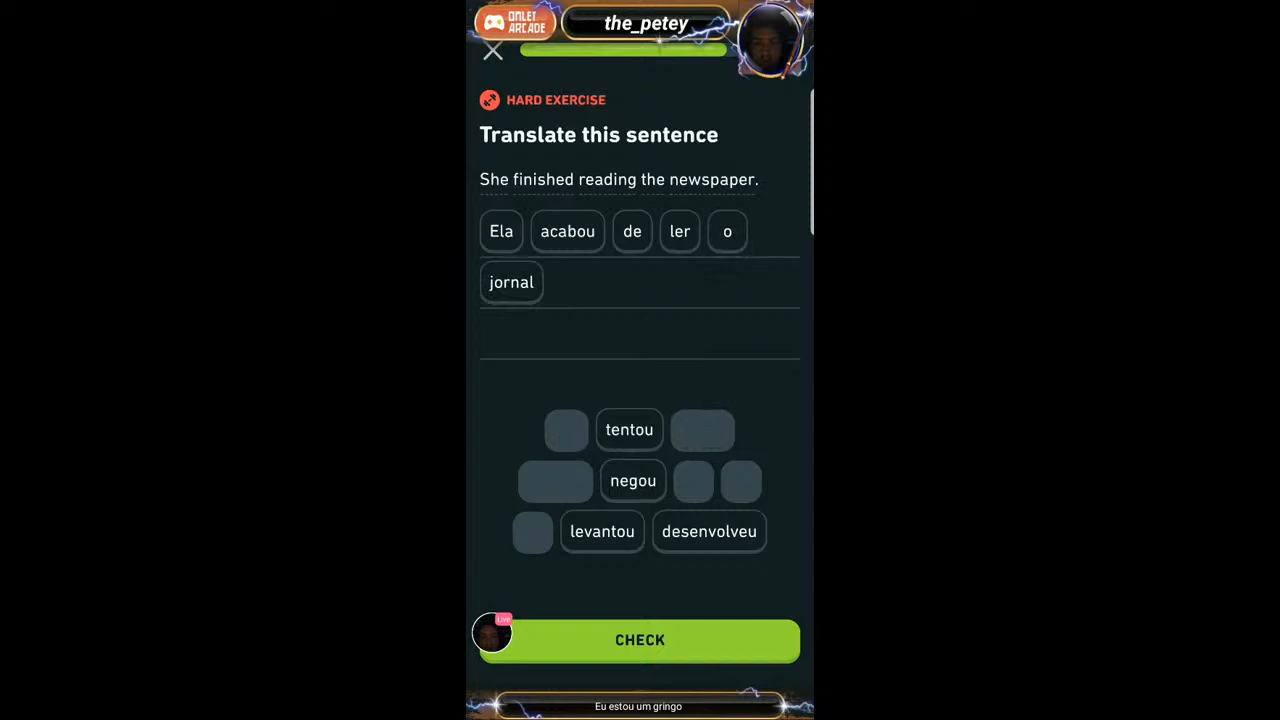 OMLET
ARCADE
the_petey
HARD EXERCISE
Translate this sentence
She finished reading the newspaper.
Ela acabou de ler o
jornal
tentou
negou
levantou desenvolveu
Live
CHECK
Eu estou um gringo